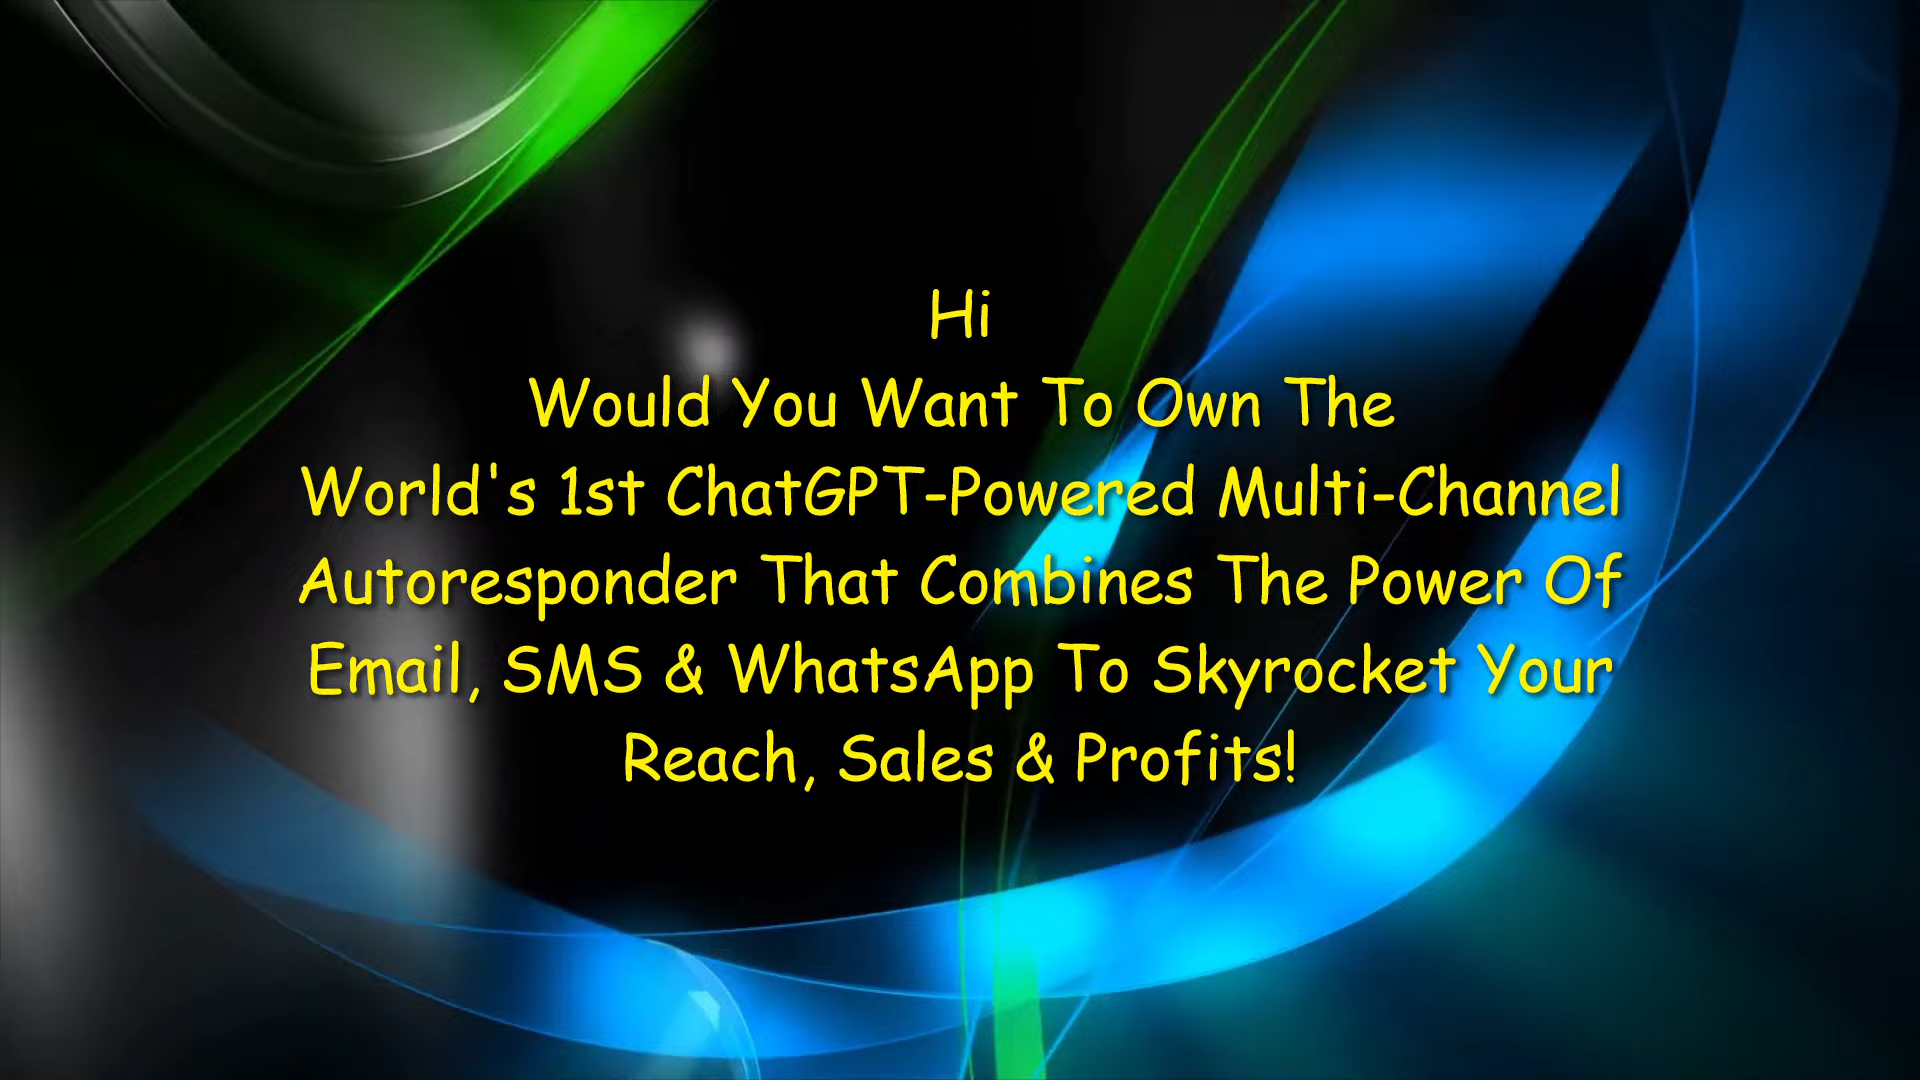 Hi
Would You Want To Own The
World's 1st ChatGPT-Powered Multi-Channel
Autoresponder That Combines The Power Of
Email, SMS & WhatsApp To Skyrocket Your
Reach, Sales & Profits!